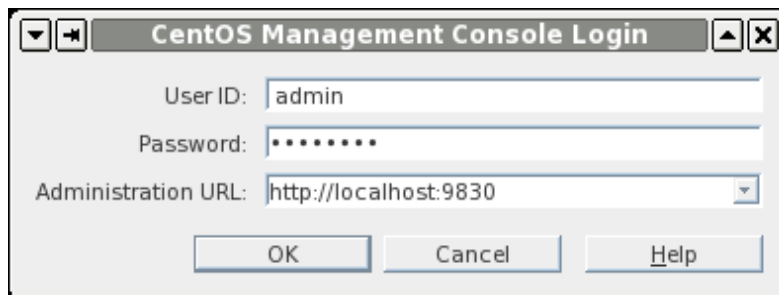 CentOS Management Console Login
User ID: admin
Password: ••••••••
Administration URL: http://localhost:9830
OK Cancel Help